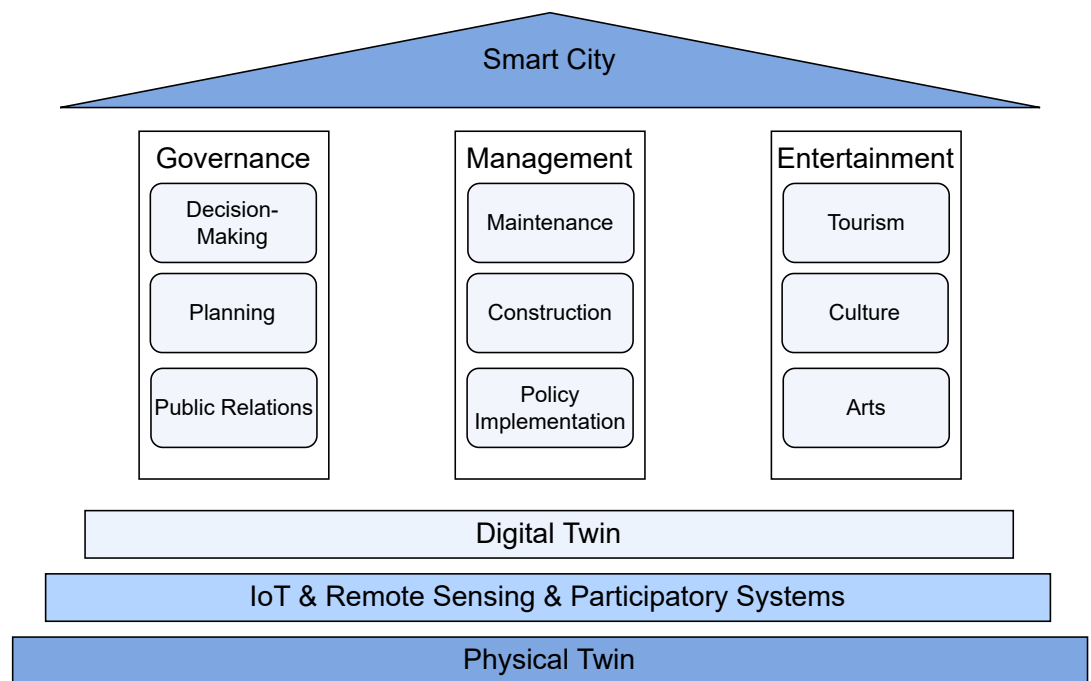 Smart City
Governance
Decision-
Making
Planning
Public Relations
Management
Maintenance
Construction
Policy
Implementation
Entertainment
Tourism
Culture
Arts
Digital Twin
IoT & Remote Sensing & Participatory Systems
Physical Twin